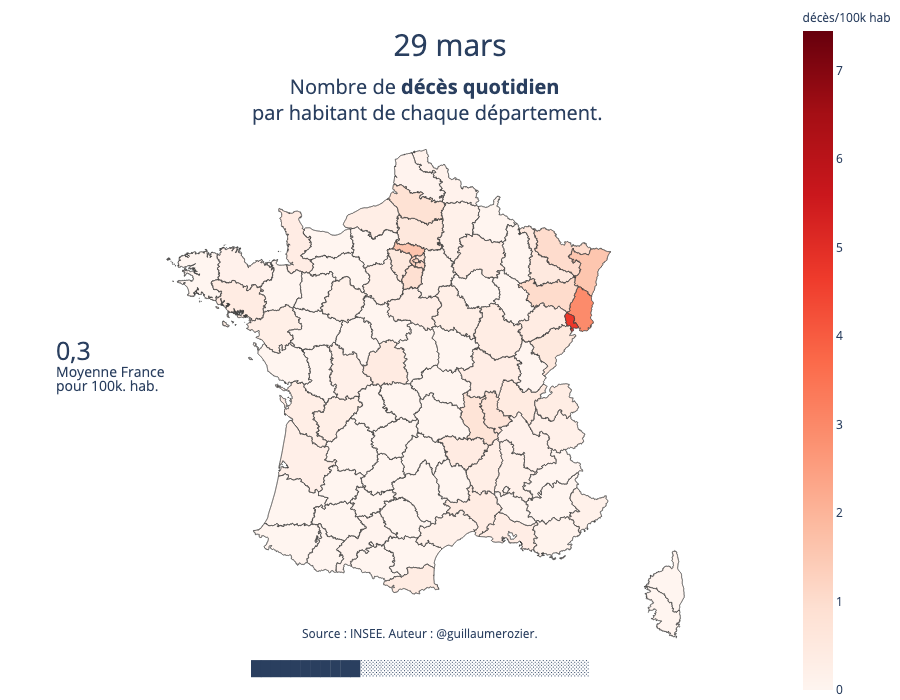 décès/100k hab
29 mars
Nombre de décès quotidien
par habitant de chaque département.
7
6
5
4
3
2
1
0
0,3
Moyenne France
pour 100k. hab.
Source : INSEE. Auteur : @guillaumerozier.